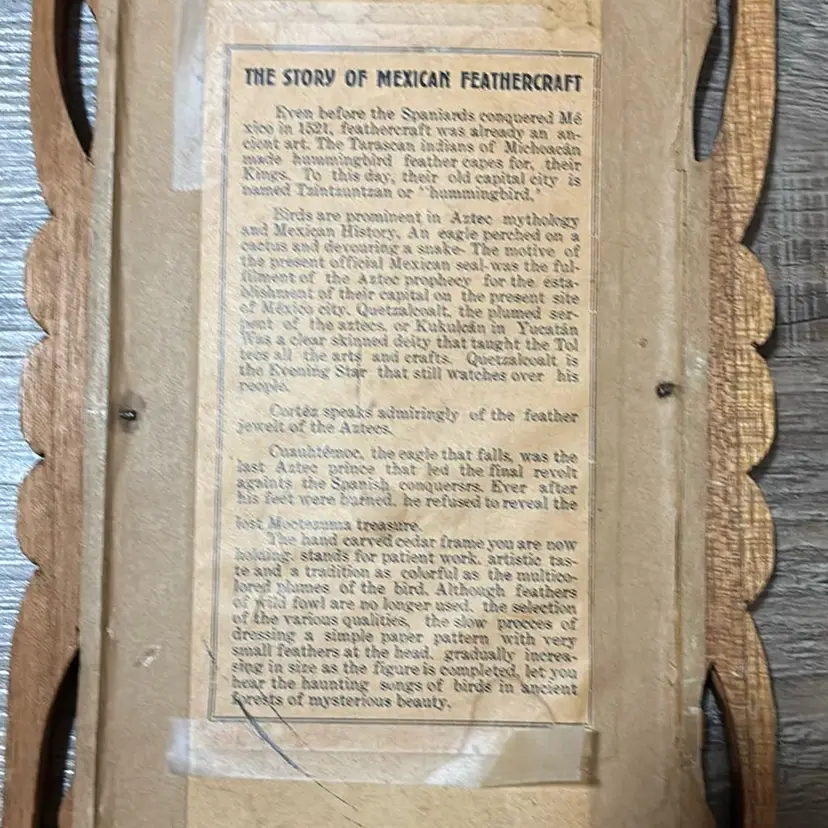 THE STORY OF MEXICAN FEATHERCRAFT
Even before the Spaniards conquered Mé
xico in 1521, feathercraft was already an an-
cient art. The Tarascan indians of Michoacán
made hummingbird feather capes for, their
Kings. To this day, their old capital city is
named Tzintzuntzan or "hummingbird."
Birds are prominent in Aztec mythology
and Mexican History. An eagle perched on a
cactus and devouring a snake- The motive of
the present official Mexican seal-was the ful-
filment of the Aztec prophecy for the esta-
blishment of their capital on the present site
of México city. Quetzalcoalt, the plumed ser-
pent of the aztecs, or Kukulcán in Yucatán
Was a clear skinned deity that taught the Tol
tecs all the arts and crafts. Quetzalcoalt is
the Evening Star that still watches over his
people.
Cortéz speaks admiringly of the feather
jewelt of the Aztecs.
Cuauhtémoc, the eagle that falls, was the
last Aztec prince that led the final revolt
againts the Spanish conquersrs. Ever after
his feet were burned, he refused to reveal the
lost Moctezuma treasure.
The hand carved cedar frame you are now
holding, stands for patient work, artistic tas-
te and a tradition as colorful as the multico-
lored plumes of the bird. Although feathers
of wild fowl are no longer used, the selection
of the various qualities, the slow procces of
dressing a simple paper pattern with very
small feathers at the head, gradually increa-
sing in size as the figure is completed, let you
hear the haunting songs of birds in ancient
forests of mysterious beauty.